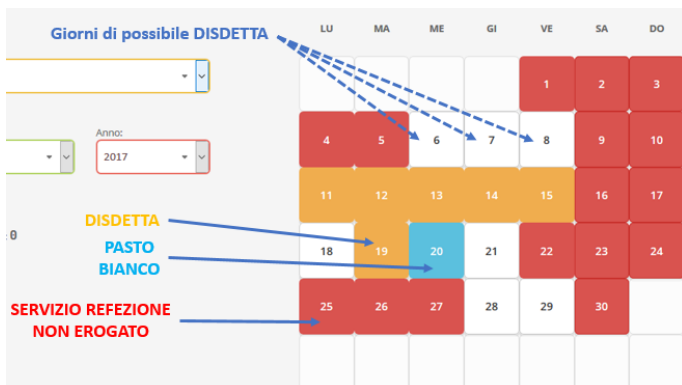 Giorni di possibile DISDETTA
LU MA ME GI VE SA DO
1 2 3
4 5 6 7 8 9 10
Anno:
2017
11 12 13 14 15 16 17
DISDETTA
0
PASTO
BIANCO
18 19 20 21 22 23 24
SERVIZIO REFEZIONE
NON EROGATO
25 26 27 28 29 30